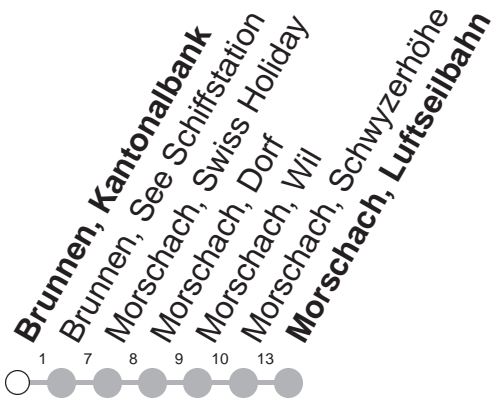 Brunnen, Kantonalbank
Brunnen, See Schiffstation
Morschach, Swiss Holiday
Morschach, Dorf
Morschach, Wil
Morschach, Schwyzerhöhe
Morschach, Luftseilbahn
1 7 8 9 10 13